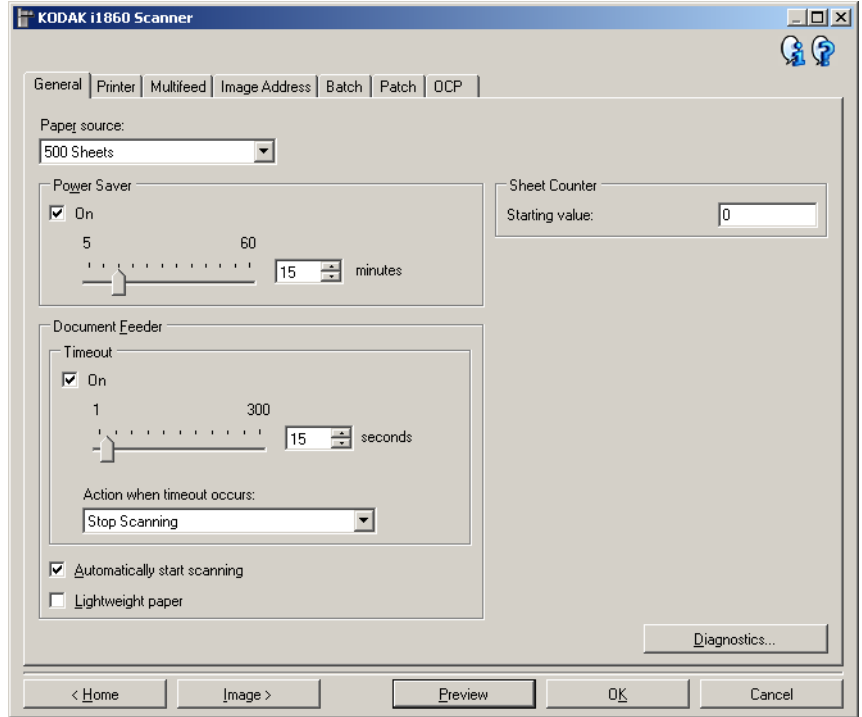 KODAK i1860 Scanner
General Printer Multifeed Image Address Batch Patch OCP
Paper source:
500 Sheets
Power Saver
On
5 60
15 minutes
Sheet Counter
Starting value: 0
Document Feeder
Timeout
On
1 300
15 seconds
Action when timeout occurs:
Stop Scanning
Automatically start scanning
Lightweight paper
Diagnostics...
< Home Image > Preview OK Cancel